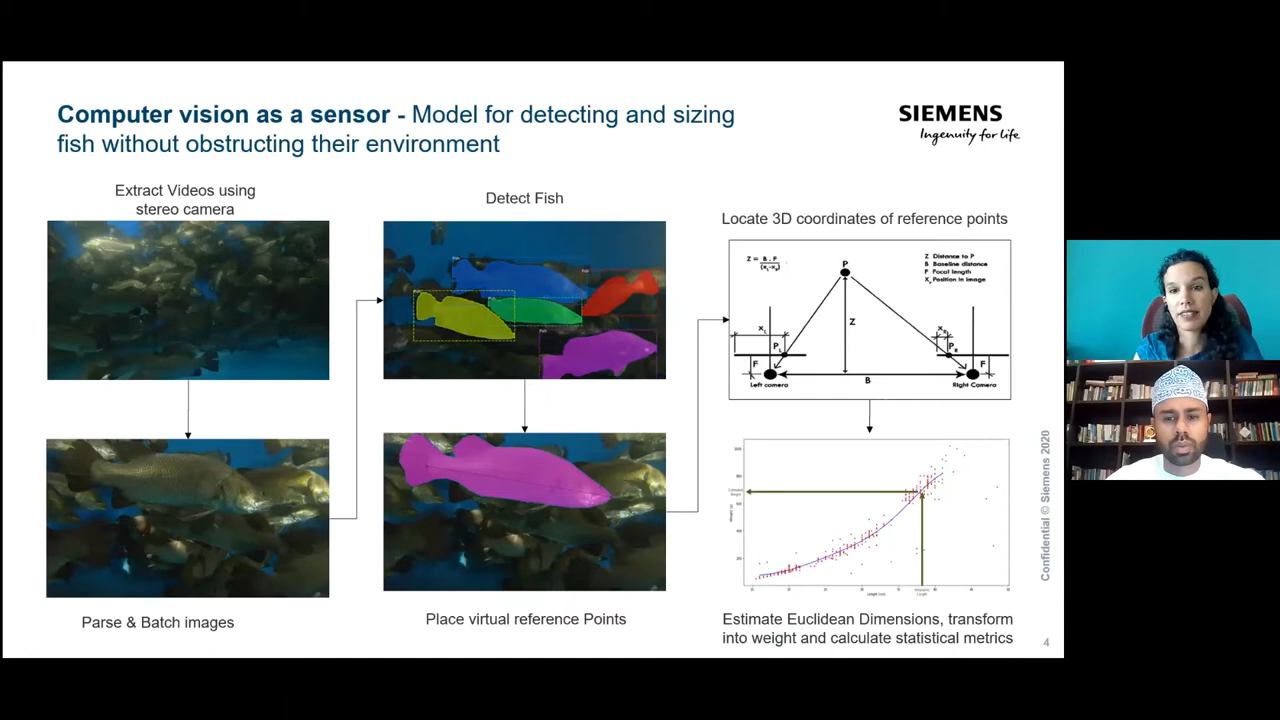 Computer vision as a sensor - Model for detecting and sizing
fish without obstructing their environment
SIEMENS
Ingenuity for life
Extract Videos using
stereo camera
Parse & Batch images
Detect Fish
Place virtual reference Points
Locate 3D coordinates of reference points
Z Distance to P
B Baseline distance
F Focal length
Position in image
P
Z
B
F
F
Left camera
Right Camera
Estimate Euclidean Dimensions, transform
into weight and calculate statistical metrics
Confidential © Siemens 2020
4